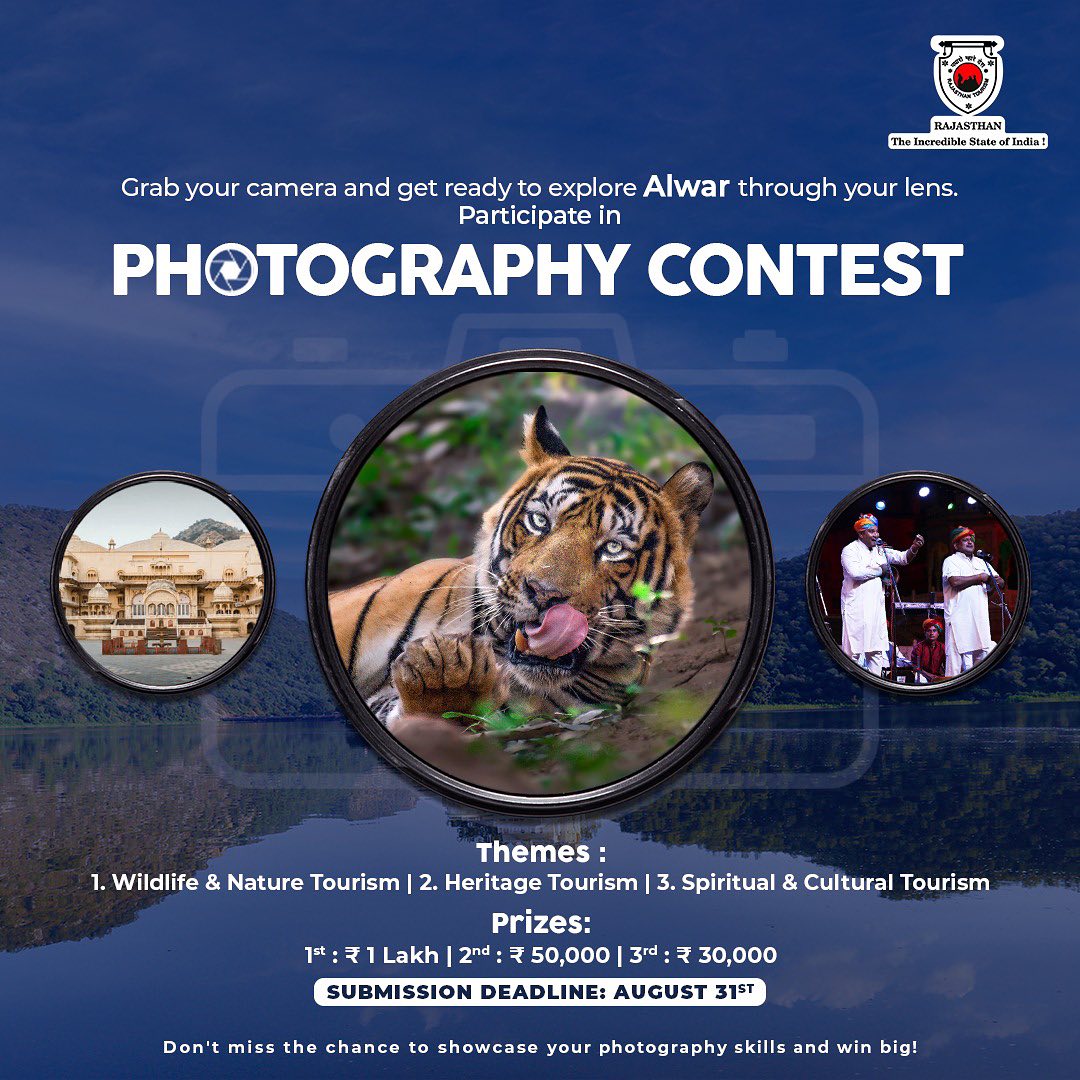 RAJASTHAN TOURISM
RAJASTHAN
The Incredible State of India !
Grab your camera and get ready to explore Alwar through your lens.
Participate in
PHOTOGRAPHY CONTEST
Themes :
1. Wildlife & Nature Tourism | 2. Heritage Tourism | 3. Spiritual & Cultural Tourism
Prizes:
1st : ₹ 1 Lakh | 2nd : ₹ 50,000 | 3rd : ₹ 30,000
SUBMISSION DEADLINE: AUGUST 31ST
Don't miss the chance to showcase your photography skills and win big!